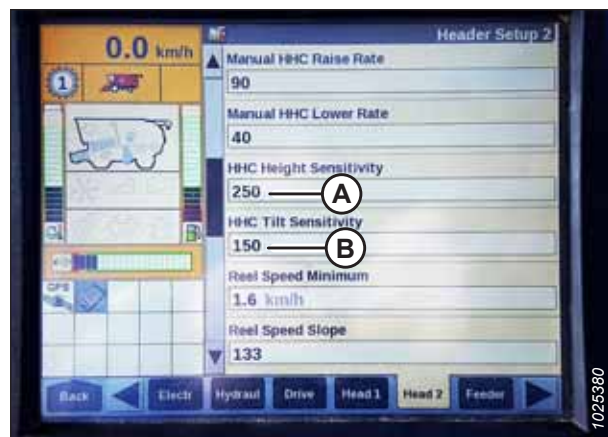 0.0 km/h
Header Setup 2
1
Manual HHC Raise Rate
90
Manual HHC Lower Rate
40
HHC Height Sensitivity
250
A
HHC Tilt Sensitivity
150
B
Reel Speed Minimum
1.6 km/h
Reel Speed Slope
133
GPS
Back
Electr
Hydraul
Drive
Head 1
Head 2
Feeder
1025380